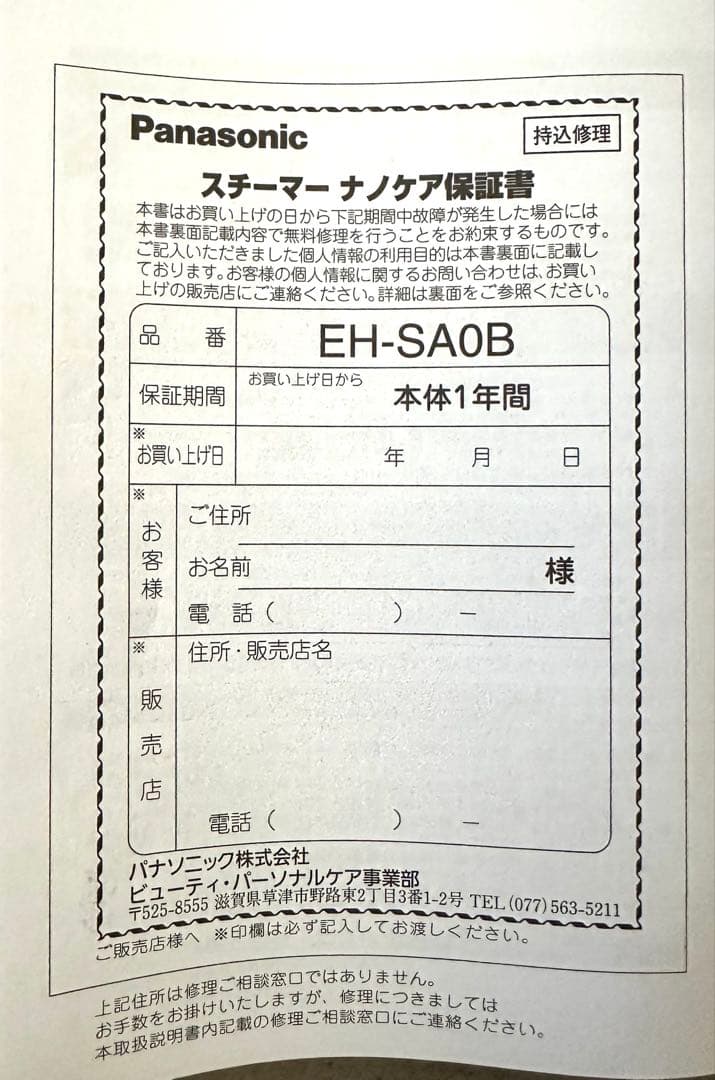 Panasonic
持込修理
スチーマー ナノケア保証書
本書はお買い上げの日から下記期間中故障が発生した場合には
本書裏面記載内容で無料修理を行うことをお約束するものです。
ご記入いただきました個人情報の利用目的は本書裏面に記載し
ております。お客様の個人情報に関するお問い合わせは、お買い
上げの販売店にご連絡ください。詳細は裏面をご参照ください。
品 番 EH-SA0B
保証期間 お買い上げ日から 本体1年間
※お買い上げ日 年 月 日
※お客様
ご住所
お名前 様
電 話( ) ー
※販売店
住所・販売店名
電話( ) ー
パナソニック株式会社
ビューティ・パーソナルケア事業部
〒525-8555 滋賀県草津市野路東2丁目3番1-2号 TEL(077)563-5211
ご販売店様へ ※印欄は必ず記入してお渡しください。
上記住所は修理ご相談窓口ではありません。
お手数をお掛けいたしますが、修理につきましては
本取扱説明書内記載の修理ご相談窓口にご連絡ください。